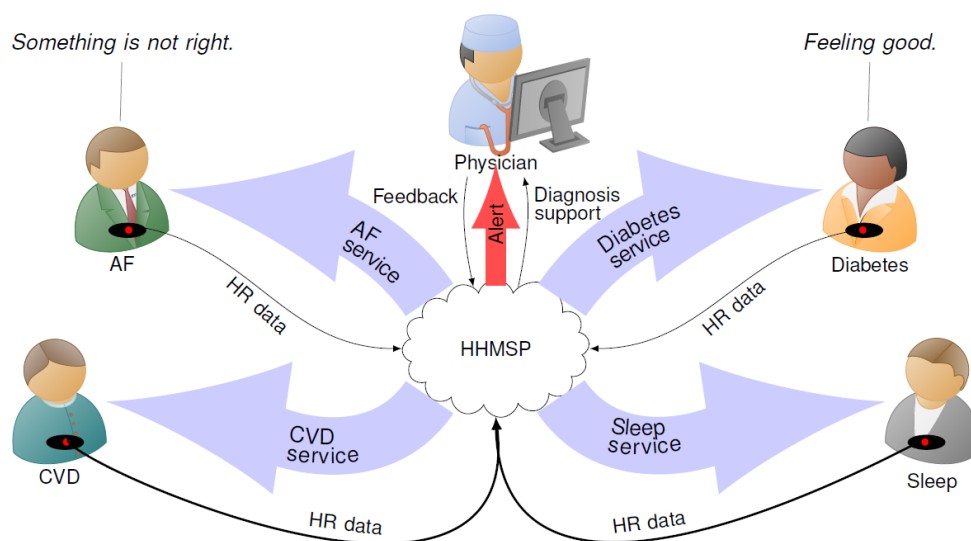 Something is not right.
Feeling good.
Physician
Feedback
Diagnosis
support
Alert
AF
service
Diabetes
service
AF
Diabetes
HR data
HR data
HHMSP
CVD
service
Sleep
service
CVD
Sleep
HR data
HR data